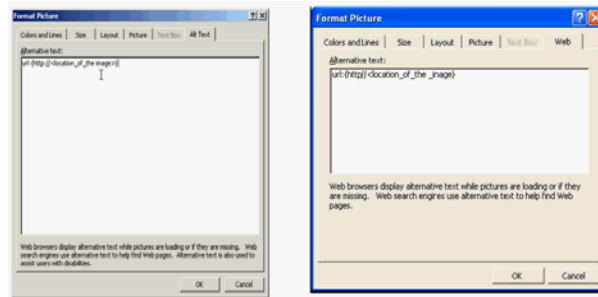 Format Picture
Colors and Lines Size Layout Picture Text Box Alt Text
Alternative text:
url:{http://<location_of_the image>}
Web browsers display alternative text while pictures are loading or if they are missing. Web
search engines use alternative text to help find Web pages. Alternative text is also used to
assist users with disabilities.
OK Cancel
Format Picture
Colors and Lines Size Layout Picture Text Box Web
Alternative text:
url:{http//<location_of_the _image}
Web browsers display alternative text while pictures are loading or if they
are missing. Web search engines use alternative text to help find Web
pages.
OK Cancel